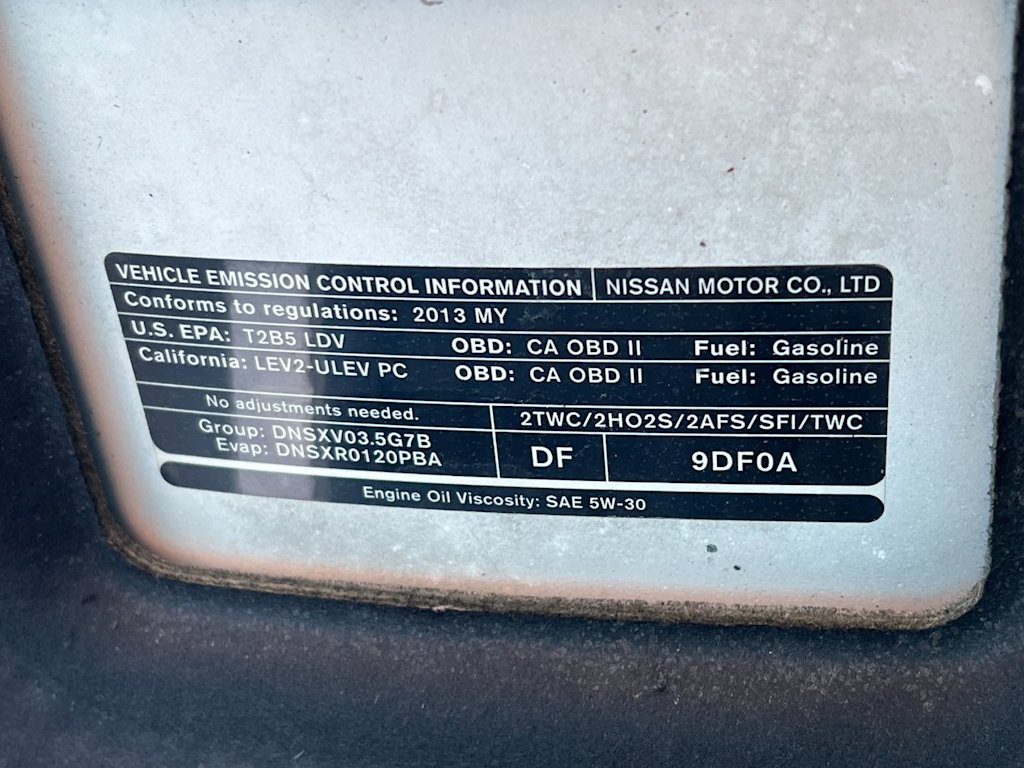 VEHICLE EMISSION CONTROL INFORMATION NISSAN MOTOR CO., LTD
Conforms to regulations: 2013 MY
U.S. EPA: T2B5 LDV OBD: CA OBD II Fuel: Gasoline
California: LEV2-ULEV PC OBD: CA OBD II Fuel: Gasoline
No adjustments needed. 2TWC/2HO2S/2AFS/SFI/TWC
Group: DNSXV03.5G7B
Evap: DNSXR0120PBA DF 9DF0A
Engine Oil Viscosity: SAE 5W-30